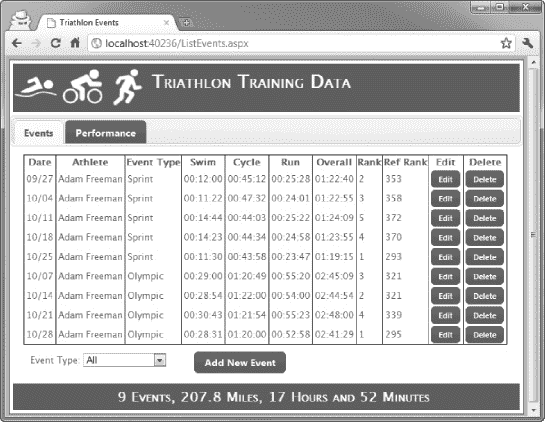 Triathlon Events
localhost:40236/ListEvents.aspx
TRIATHLON TRAINING DATA
Events Performance
Date Athlete Event Type Swim Cycle Run Overall Rank Ref Rank Edit Delete
09/27 Adam Freeman Sprint 00:12:00 00:45:12 00:25:28 01:22:40 2 353 Edit Delete
10/04 Adam Freeman Sprint 00:11:22 00:47:32 00:24:01 01:22:55 3 358 Edit Delete
10/11 Adam Freeman Sprint 00:14:44 00:44:03 00:25:22 01:24:09 5 372 Edit Delete
10/18 Adam Freeman Sprint 00:14:23 00:44:34 00:24:58 01:23:55 4 370 Edit Delete
10/25 Adam Freeman Sprint 00:11:30 00:43:58 00:23:47 01:19:15 1 293 Edit Delete
10/07 Adam Freeman Olympic 00:29:00 01:20:49 00:55:20 02:45:09 3 321 Edit Delete
10/14 Adam Freeman Olympic 00:28:54 01:22:00 00:54:00 02:44:54 2 321 Edit Delete
10/21 Adam Freeman Olympic 00:30:43 01:21:54 00:55:23 02:48:00 4 339 Edit Delete
10/28 Adam Freeman Olympic 00:28:31 01:20:00 00:52:58 02:41:29 1 295 Edit Delete
Event Type: All Add New Event
9 EVENTS, 207.8 MILES, 17 HOURS AND 52 MINUTES